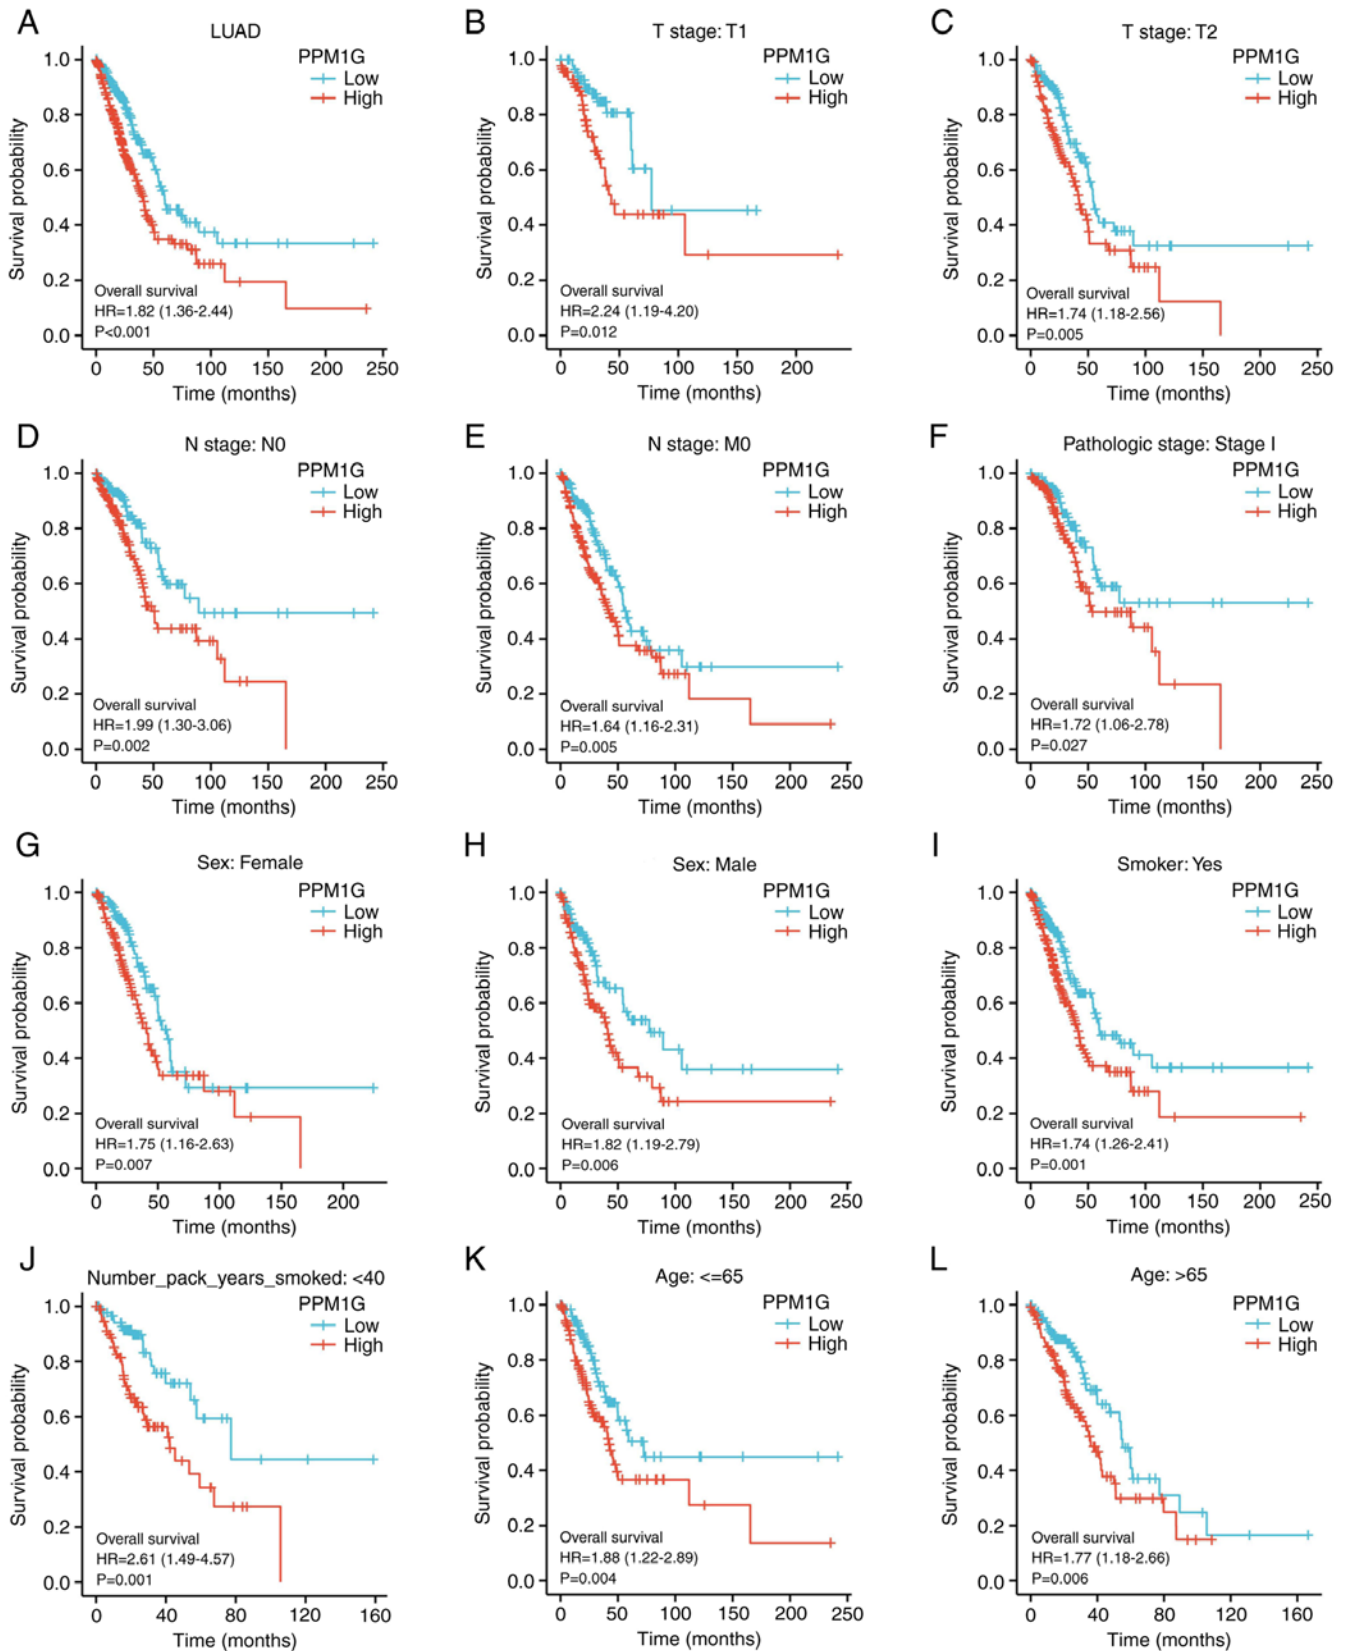 A
LUAD
PPM1G
Low
High
Survival probability
1.0
0.8
0.6
0.4
0.2
0.0
Overall survival
HR=1.82 (1.36-2.44)
P<0.001
0 50 100 150 200 250
Time (months)
B
T stage: T1
PPM1G
Low
High
Survival probability
1.0
0.8
0.6
0.4
0.2
0.0
Overall survival
HR=2.24 (1.19-4.20)
P=0.012
0 50 100 150 200
Time (months)
C
T stage: T2
PPM1G
Low
High
Survival probability
1.0
0.8
0.6
0.4
0.2
0.0
Overall survival
HR=1.74 (1.18-2.56)
P=0.005
0 50 100 150 200 250
Time (months)
D
N stage: N0
PPM1G
Low
High
Survival probability
1.0
0.8
0.6
0.4
0.2
0.0
Overall survival
HR=1.99 (1.30-3.06)
P=0.002
0 50 100 150 200 250
Time (months)
E
N stage: M0
PPM1G
Low
High
Survival probability
1.0
0.8
0.6
0.4
0.2
0.0
Overall survival
HR=1.64 (1.16-2.31)
P=0.005
0 50 100 150 200 250
Time (months)
F
Pathologic stage: Stage I
PPM1G
Low
High
Survival probability
1.0
0.8
0.6
0.4
0.2
0.0
Overall survival
HR=1.72 (1.06-2.78)
P=0.027
0 50 100 150 200 250
Time (months)
G
Sex: Female
PPM1G
Low
High
Survival probability
1.0
0.8
0.6
0.4
0.2
0.0
Overall survival
HR=1.75 (1.16-2.63)
P=0.007
0 50 100 150 200
Time (months)
H
Sex: Male
PPM1G
Low
High
Survival probability
1.0
0.8
0.6
0.4
0.2
0.0
Overall survival
HR=1.82 (1.19-2.79)
P=0.006
0 50 100 150 200 250
Time (months)
I
Smoker: Yes
PPM1G
Low
High
Survival probability
1.0
0.8
0.6
0.4
0.2
0.0
Overall survival
HR=1.74 (1.26-2.41)
P=0.001
0 50 100 150 200 250
Time (months)
J
Number_pack_years_smoked: <40
PPM1G
Low
High
Survival probability
1.0
0.8
0.6
0.4
0.2
0.0
Overall survival
HR=2.61 (1.49-4.57)
P=0.001
0 40 80 120 160
Time (months)
K
Age: <=65
PPM1G
Low
High
Survival probability
1.0
0.8
0.6
0.4
0.2
0.0
Overall survival
HR=1.88 (1.22-2.89)
P=0.004
0 50 100 150 200 250
Time (months)
L
Age: >65
PPM1G
Low
High
Survival probability
1.0
0.8
0.6
0.4
0.2
0.0
Overall survival
HR=1.77 (1.18-2.66)
P=0.006
0 40 80 120 160
Time (months)